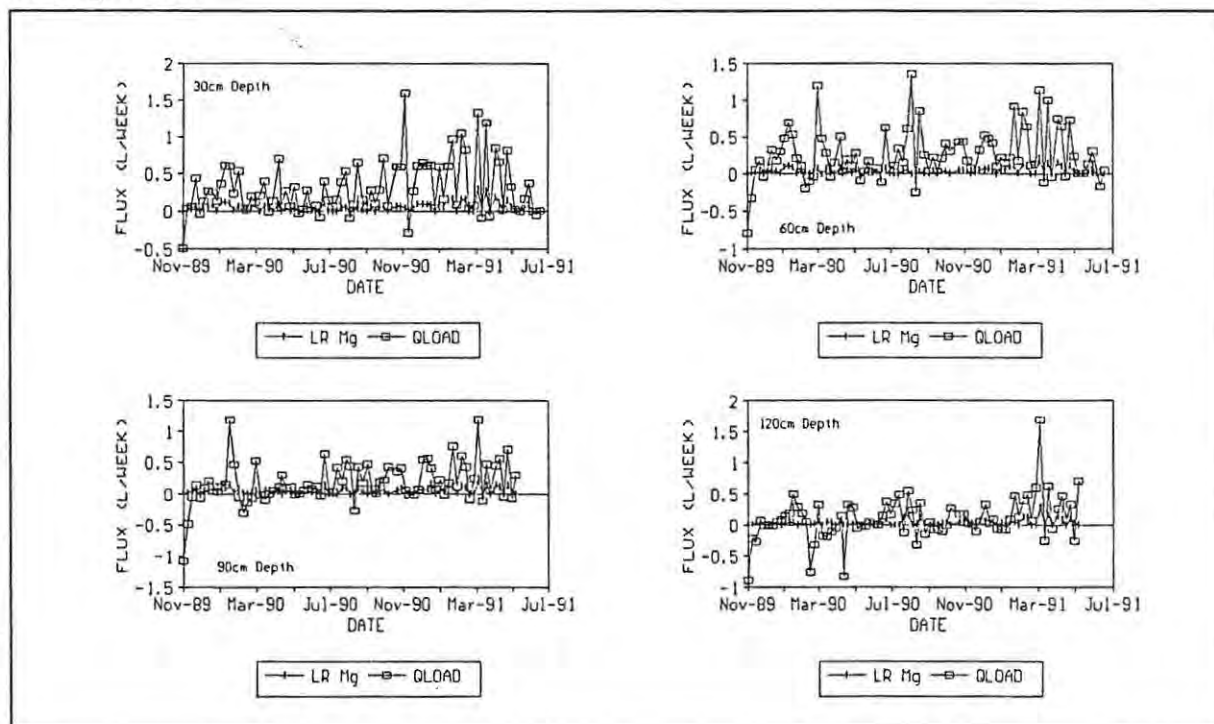 30cm Depth
FLUX (L/WEEK)
2
1.5
1
0.5
0
-0.5
Nov-89 Mar-90 Jul-90 Nov-90 Mar-91 Jul-91
DATE
LR Mg QLOAD
60cm Depth
FLUX (L/WEEK)
1.5
1
0.5
0
-0.5
-1
Nov-89 Mar-90 Jul-90 Nov-90 Mar-91 Jul-91
DATE
LR Mg QLOAD
90cm Depth
FLUX (L/WEEK)
1.5
1
0.5
0
-0.5
-1
-1.5
Nov-89 Mar-90 Jul-90 Nov-90 Mar-91 Jul-91
DATE
LR Mg QLOAD
120cm Depth
FLUX (L/WEEK)
2
1.5
1
0.5
0
-0.5
-1
Nov-89 Mar-90 Jul-90 Nov-90 Mar-91 Jul-91
DATE
LR Mg QLOAD